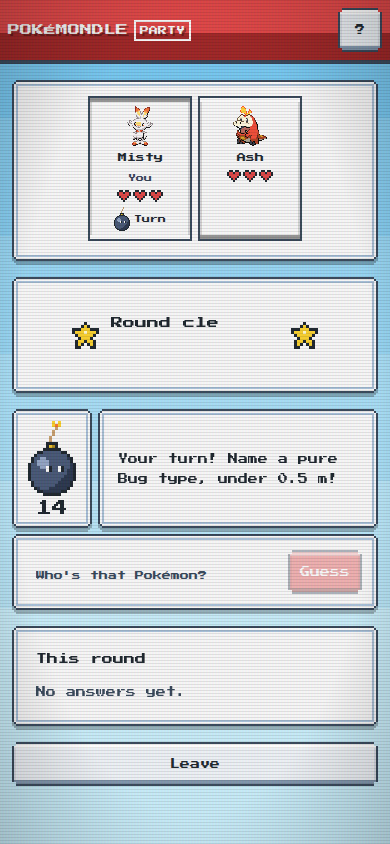 POKéMONDLE PARTY
?
Misty
You
Turn
Ash
Round cle
14
Your turn! Name a pure
Bug type, under 0.5 m!
Who's that Pokémon?
Guess
This round
No answers yet.
Leave